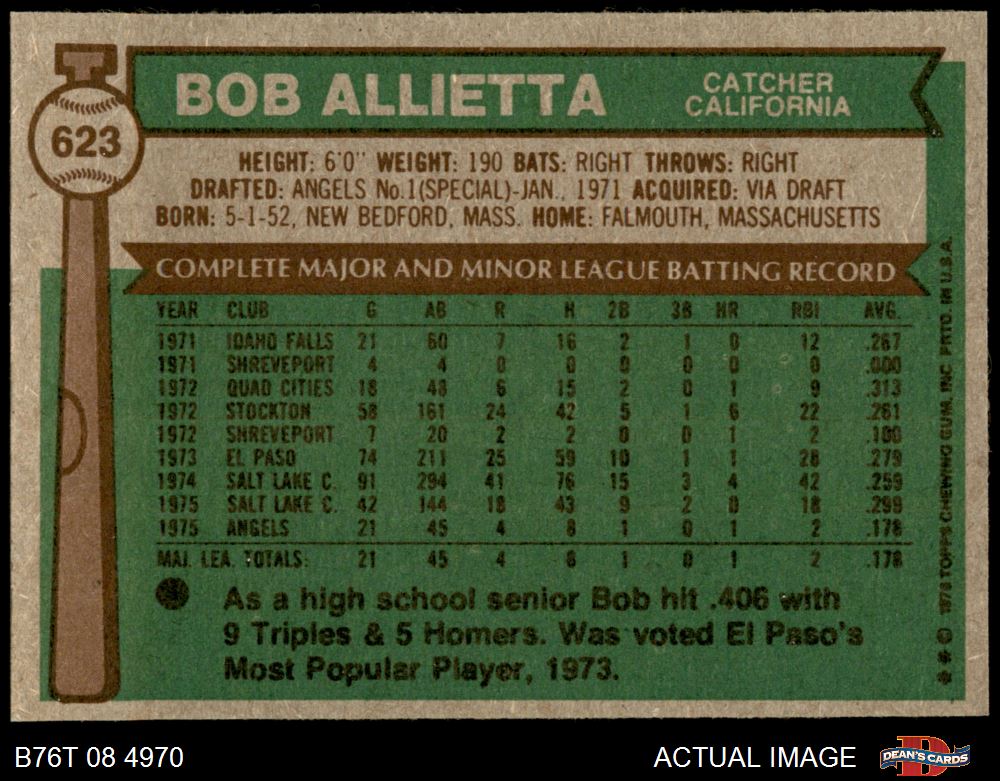 BOB ALLIETTA
CATCHER
CALIFORNIA
623
HEIGHT: 6'0" WEIGHT: 190 BATS: RIGHT THROWS: RIGHT
DRAFTED: ANGELS No.1(SPECIAL)-JAN., 1971 ACQUIRED: VIA DRAFT
BORN: 5-1-52, NEW BEDFORD, MASS. HOME: FALMOUTH, MASSACHUSETTS
COMPLETE MAJOR AND MINOR LEAGUE BATTING RECORD
YEAR CLUB G AB R H 2B 3B HR RBI AVG.
1971 IDAHO FALLS 21 60 7 16 2 1 0 12 .267
1971 SHREVEPORT 4 4 0 0 0 0 0 0 .000
1972 QUAD CITIES 18 48 6 15 2 0 1 9 .313
1972 STOCKTON 58 161 24 42 5 1 6 22 .261
1972 SHREVEPORT 7 20 2 2 0 0 1 2 .100
1973 EL PASO 74 211 25 59 10 1 1 28 .279
1974 SALT LAKE C. 91 294 41 76 15 3 4 42 .259
1975 SALT LAKE C. 42 144 18 43 9 2 0 18 .299
1975 ANGELS 21 45 4 8 1 0 1 2 .178
MAJ. LEA. TOTALS: 21 45 4 8 1 0 1 2 .178
As a high school senior Bob hit .406 with
9 Triples & 5 Homers. Was voted El Paso's
Most Popular Player, 1973.
* * © 1976 TOPPS CHEWING GUM, INC. PRTD. IN U.S.A.
B76T 08 4970
ACTUAL IMAGE
DEAN'S CARDS